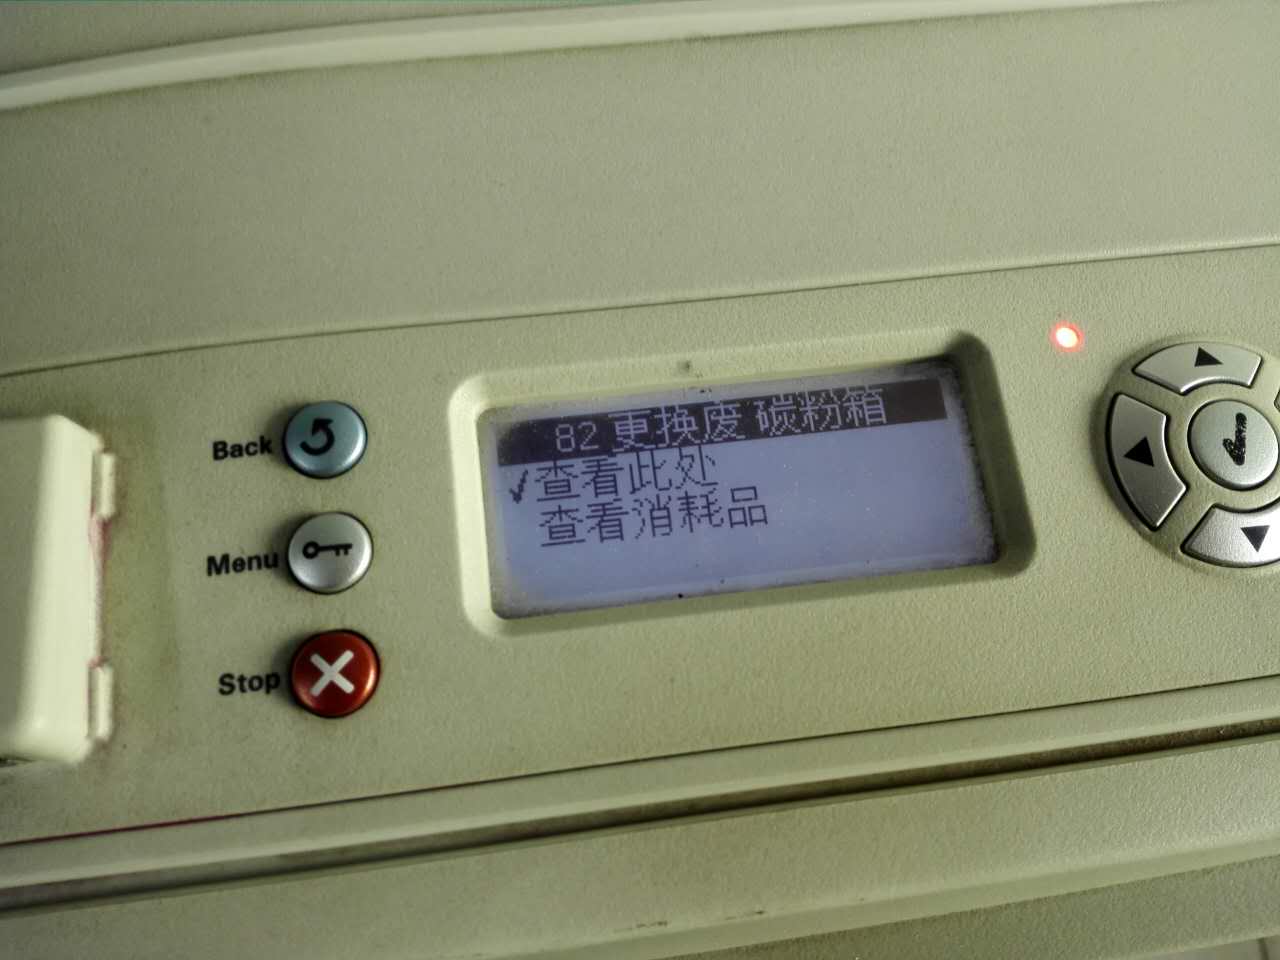 82 更换废 碳粉箱
✓查看此处
查看消耗品
Back
Menu
Stop